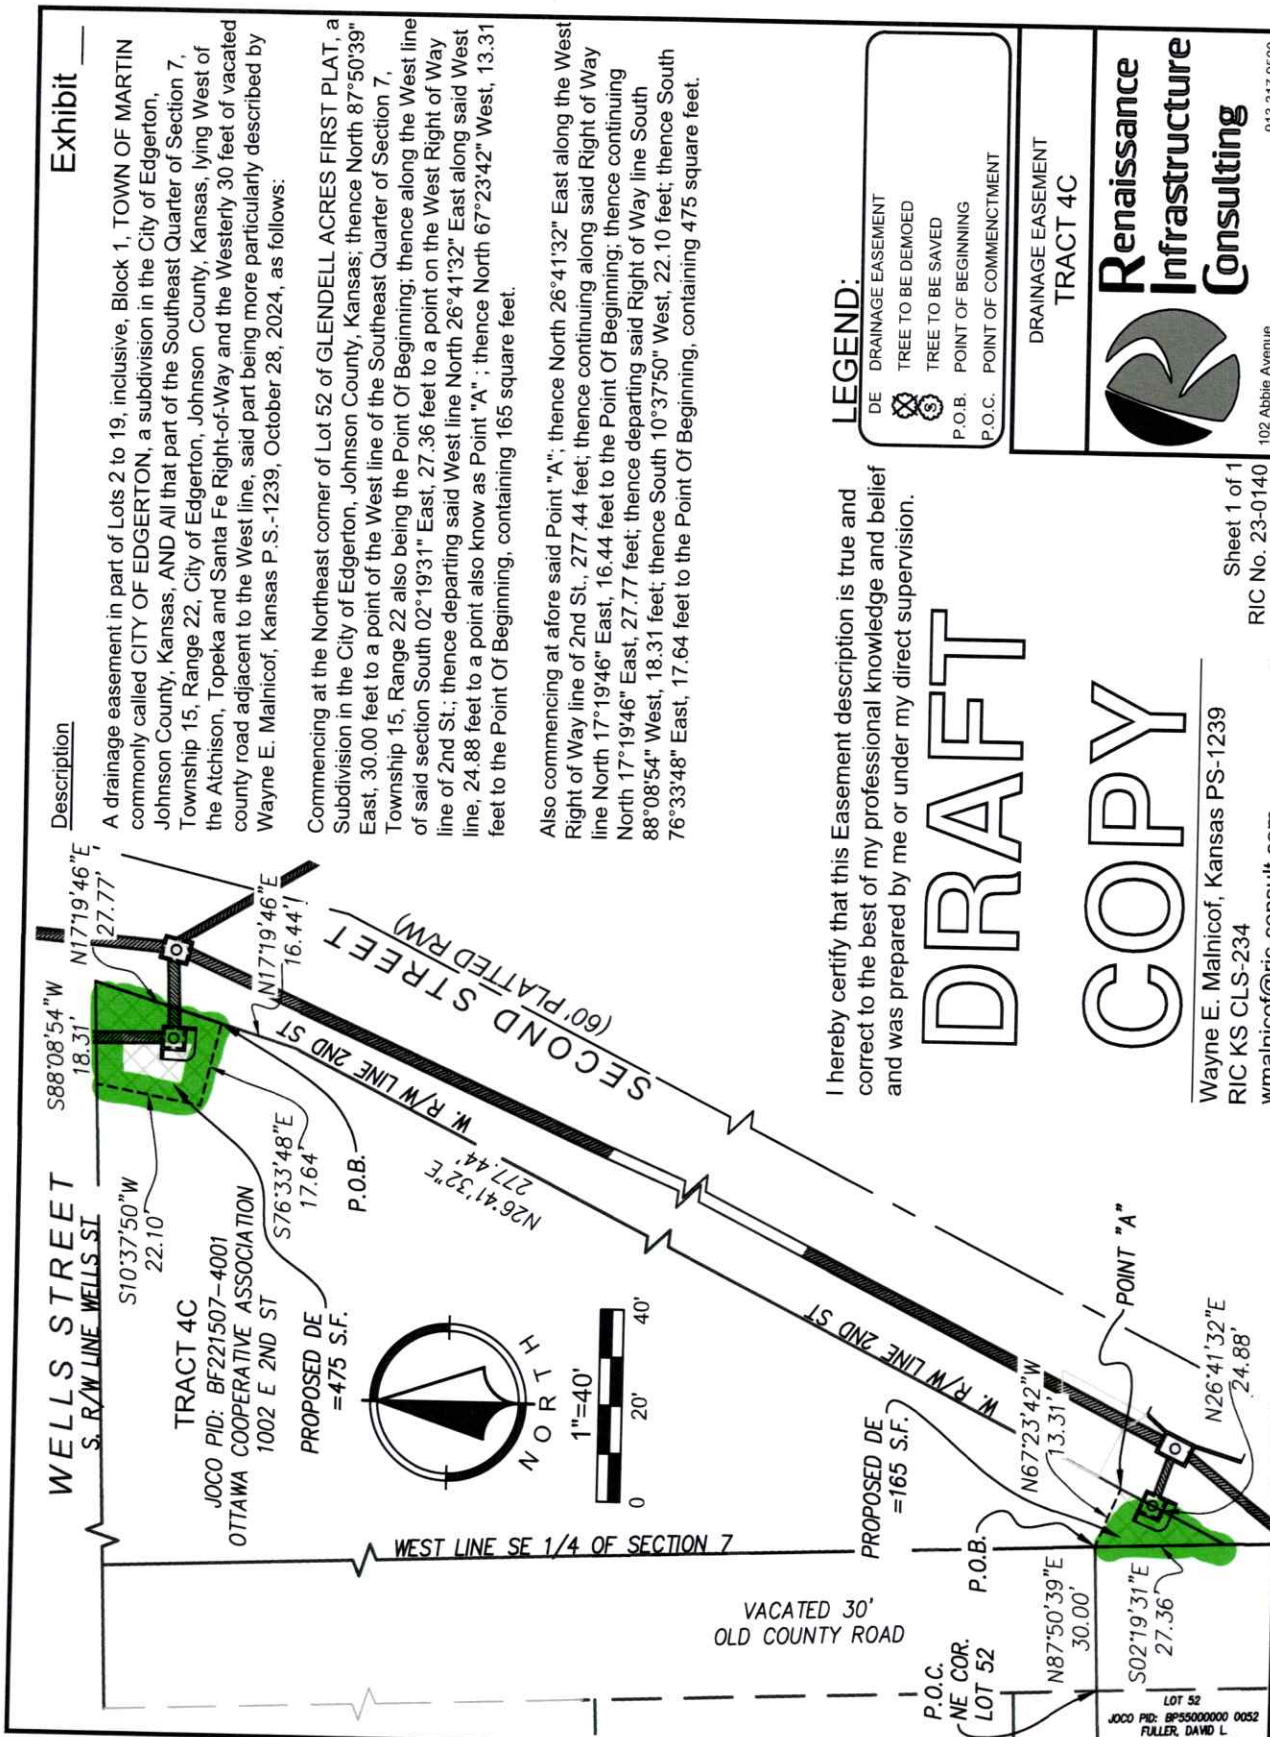 Exhibit
Description
A drainage easement in part of Lots 2 to 19, inclusive, Block 1, TOWN OF MARTIN
commonly called CITY OF EDGERTON, a subdivision in the City of Edgerton,
Johnson County, Kansas, AND All that part of the Southeast Quarter of Section 7,
Township 15, Range 22, City of Edgerton, Johnson County, Kansas, lying West of
the Atchison, Topeka and Santa Fe Right-of-Way and the Westerly 30 feet of vacated
county road adjacent to the West line, said part being more particularly described by
Wayne E. Malnicof, Kansas P.S.-1239, October 28, 2024, as follows:
Commencing at the Northeast corner of Lot 52 of GLENDELL ACRES FIRST PLAT, a
Subdivision in the City of Edgerton, Johnson County, Kansas; thence North 87°50'39"
East, 30.00 feet to a point of the West line of the Southeast Quarter of Section 7,
Township 15, Range 22 also being the Point Of Beginning; thence along the West line
of said section South 02°19'31" East, 27.36 feet to a point on the West Right of Way
line of 2nd St.; thence departing said West line North 26°41'32" East along said West
line, 24.88 feet to a point also know as Point "A" ; thence North 67°23'42" West, 13.31
feet to the Point Of Beginning, containing 165 square feet.
Also commencing at afore said Point "A"; thence North 26°41'32" East along the West
Right of Way line of 2nd St., 277.44 feet; thence continuing along said Right of Way
line North 17°19'46" East, 16.44 feet to the Point Of Beginning; thence continuing
North 17°19'46" East, 27.77 feet; thence departing said Right of Way line South
88°08'54" West, 18.31 feet; thence South 10°37'50" West, 22.10 feet; thence South
76°33'48" East, 17.64 feet to the Point Of Beginning, containing 475 square feet.
I hereby certify that this Easement description is true and
correct to the best of my professional knowledge and belief
and was prepared by me or under my direct supervision.
DRAFT
COPY
Wayne E. Malnicof, Kansas PS-1239
RIC KS CLS-234
wmalnicof@ric-consult.com
LEGEND:
DE DRAINAGE EASEMENT
TREE TO BE DEMOED
S TREE TO BE SAVED
P.O.B. POINT OF BEGINNING
P.O.C. POINT OF COMMENCTMENT
DRAINAGE EASEMENT
TRACT 4C
Renaissance
Infrastructure
Consulting
102 Abbie Avenue
Sheet 1 of 1
RIC No. 23-0140
WELLS STREET
S. R/W LINE WELLS ST
S88°08'54"W
18.31'
N17°19'46"E
27.77'
S10°37'50"W
22.10'
N17°19'46"E
16.44'
TRACT 4C
JOCO PID: BF221507-4001
OTTAWA COOPERATIVE ASSOCIATION
1002 E 2ND ST
S76°33'48"E
17.64'
P.O.B.
PROPOSED DE
=475 S.F.
SECOND STREET
(60' PLATTED R/W)
W. R/W LINE 2ND ST
N26°41'32"E
277.44'
NORTH
1"=40'
0 20' 40'
WEST LINE SE 1/4 OF SECTION 7
W. R/W LINE 2ND ST
PROPOSED DE
=165 S.F.
N67°23'42"W
13.31'
POINT "A"
N26°41'32"E
24.88'
P.O.B.
VACATED 30'
OLD COUNTY ROAD
N87°50'39"E
30.00'
S02°19'31"E
27.36'
P.O.C.
NE COR.
LOT 52
LOT 52
JOCO PID: BP55000000 0052
FULLER, DAVID L